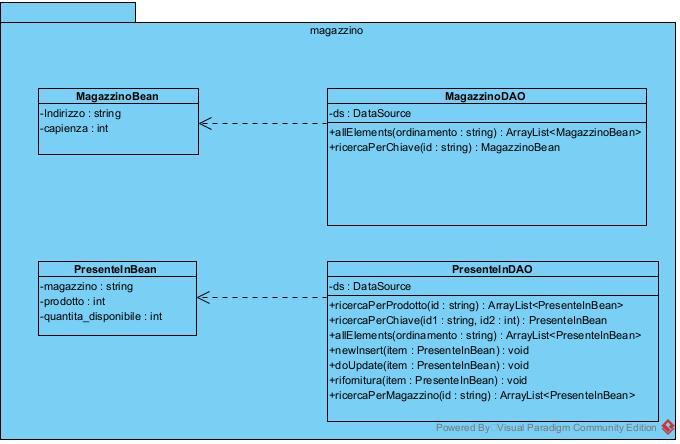 magazzino
MagazzinoBean
-Indirizzo : string
-capienza : int
MagazzinoDAO
-ds : DataSource
+allElements(ordinamento : string) : ArrayList<MagazzinoBean>
+ricercaPerChiave(id : string) : MagazzinoBean
PresenteInBean
-magazzino : string
-prodotto : int
-quantita_disponibile : int
PresenteInDAO
-ds : DataSource
+ricercaPerProdotto(id : string) : ArrayList<PresenteInBean>
+ricercaPerChiave(id1 : string, id2 : int) : PresenteInBean
+allElements(ordinamento : string) : ArrayList<PresenteInBean>
+newInsert(item : PresenteInBean) : void
+doUpdate(item : PresenteInBean) : void
+rifornitura(item : PresenteInBean) : void
+ricercaPerMagazzino(id : string) : ArrayList<PresenteInBean>
Powered By Visual Paradigm Community Edition